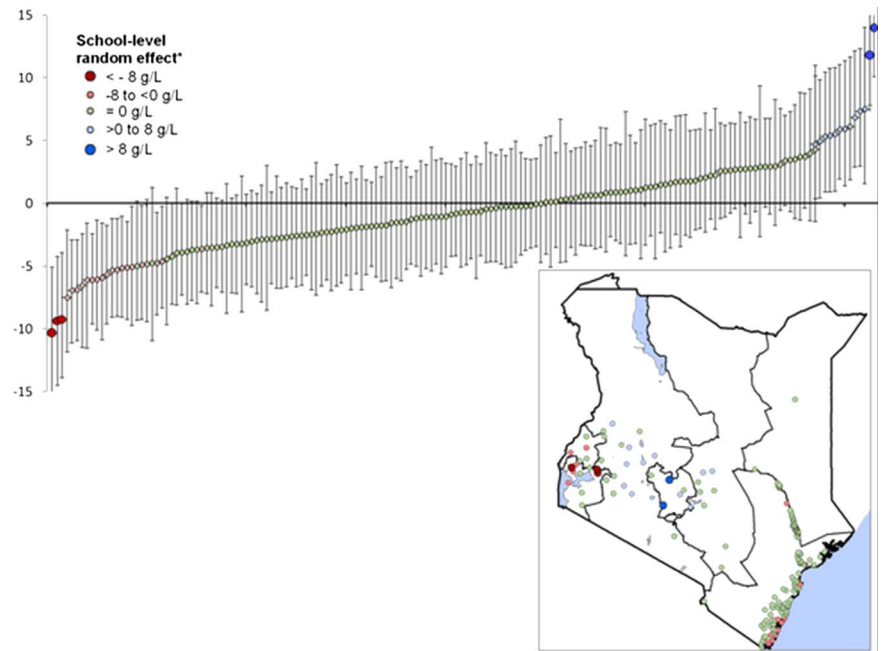 15
10
5
0
-5
-10
-15
School-level
random effect*
< - 8 g/L
-8 to <0 g/L
= 0 g/L
>0 to 8 g/L
> 8 g/L